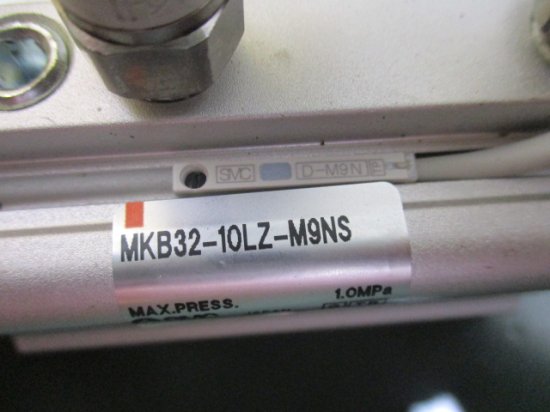 SMC D-M9N
MKB32-10LZ-M9NS
MAX.PRESS. 1.0MPa